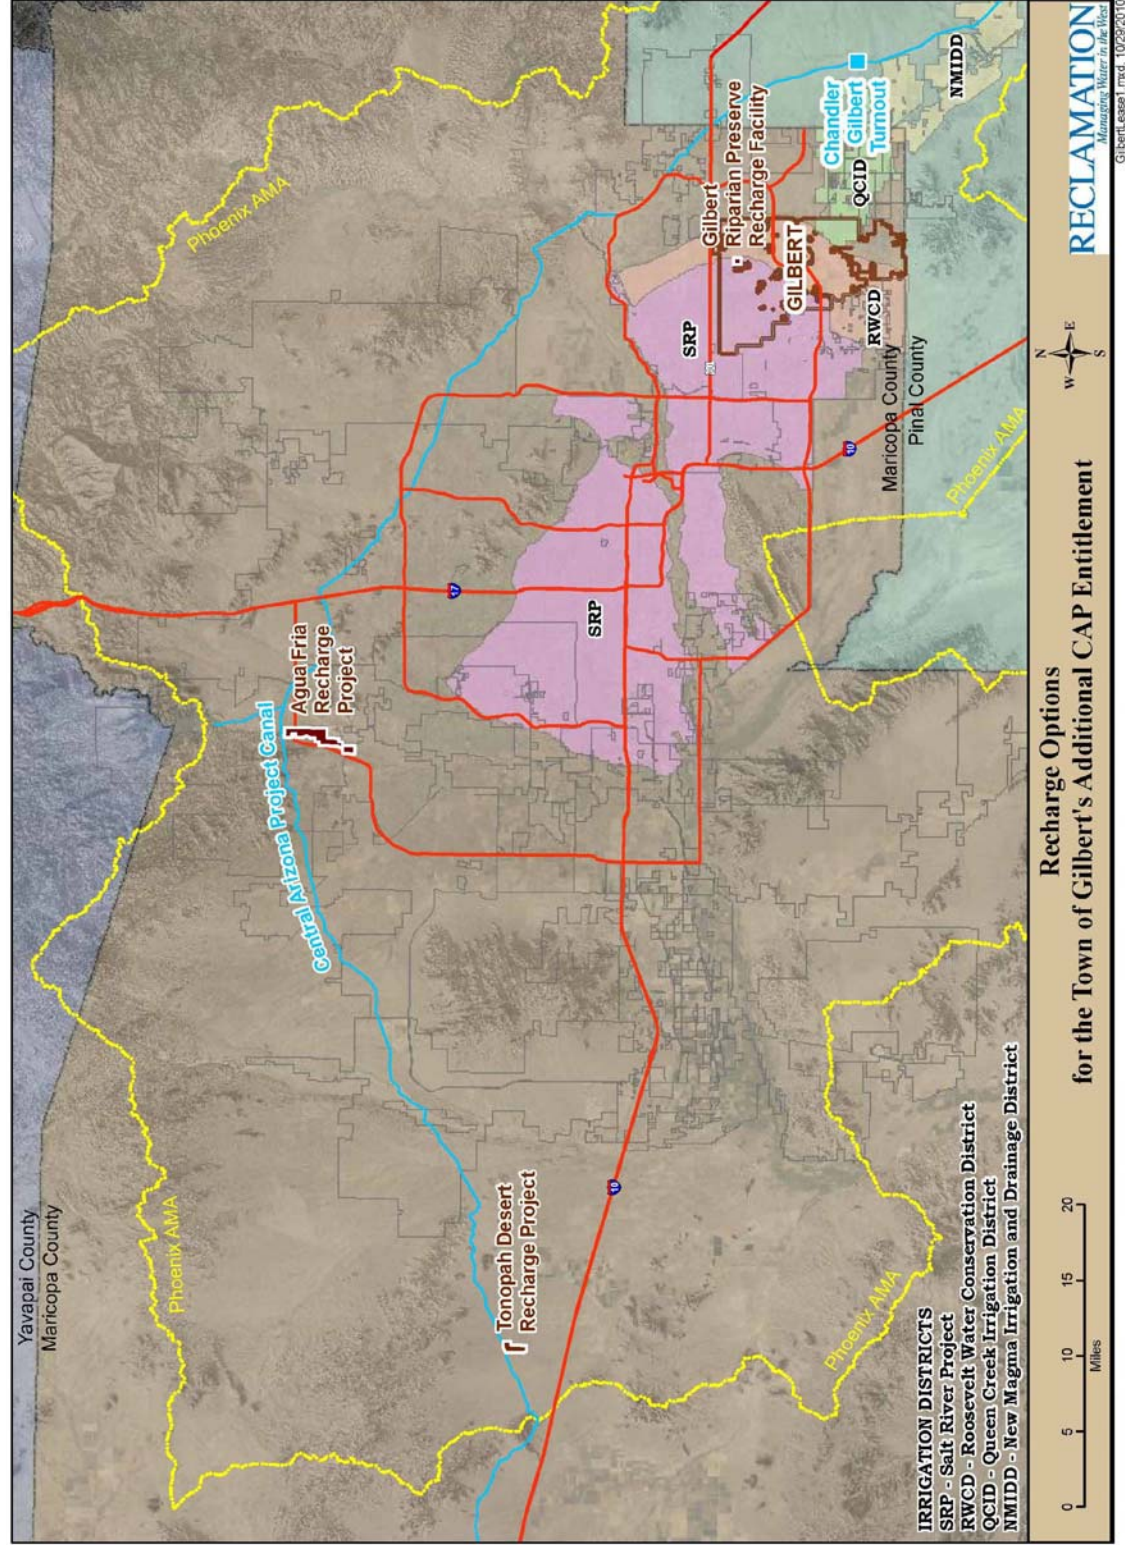 Yavapai County
Maricopa County
Phoenix AMA
Phoenix AMA
Central Arizona Project Canal
Agua Fria
Recharge
Project
17
Tonopah Desert
Recharge Project
10
SRP
SRP
Gilbert
Riparian Preserve
Recharge Facility
GILBERT
Chandler
Gilbert
Turnout
QCID
RWCD
NMIDD
10
Maricopa County
Pinal County
Phoenix AMA
Phoenix AMA
IRRIGATION DISTRICTS
SRP - Salt River Project
RWCD - Roosevelt Water Conservation District
QCID - Queen Creek Irrigation District
NMIDD - New Magma Irrigation and Drainage District
0 5 10 15 20
Miles
Recharge Options
for the Town of Gilbert's Additional CAP Entitlement
N
W E
S
RECLAMATION
Managing Water in the West
GilbertLease1.mxd, 10/29/2010